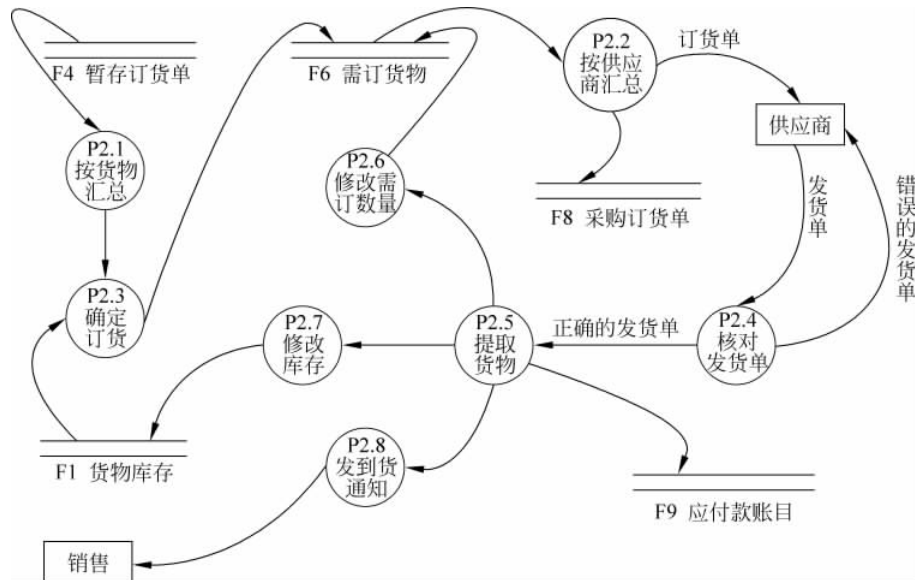 F4 暂存订货单
F6 需订货物
P2.2
按供应
商汇总
订货单
供应商
P2.1
按货物
汇总
P2.6
修改需
订数量
F8 采购订货单
发货单
错误的发货单
P2.3
确定
订货
P2.7
修改
库存
P2.5
提取
货物
正确的发货单
P2.4
核对
发货单
F1 货物库存
P2.8
发到货
通知
F9 应付款账目
销售